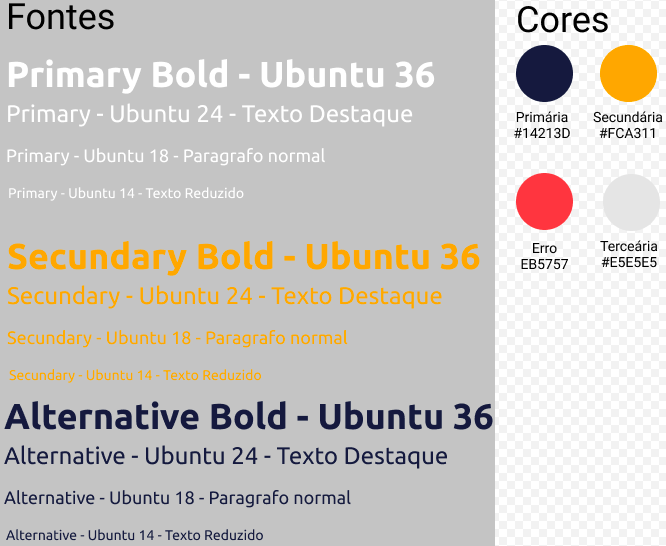 Fontes
Primary Bold - Ubuntu 36
Primary - Ubuntu 24 - Texto Destaque
Primary - Ubuntu 18 - Paragrafo normal
Primary - Ubuntu 14 - Texto Reduzido
Secundary Bold - Ubuntu 36
Secundary - Ubuntu 24 - Texto Destaque
Secundary - Ubuntu 18 - Paragrafo normal
Secundary - Ubuntu 14 - Texto Reduzido
Alternative Bold - Ubuntu 36
Alternative - Ubuntu 24 - Texto Destaque
Alternative - Ubuntu 18 - Paragrafo normal
Alternative - Ubuntu 14 - Texto Reduzido
Cores
Primária
#14213D
Secundária
#FCA311
Erro
EB5757
Terceária
#E5E5E5